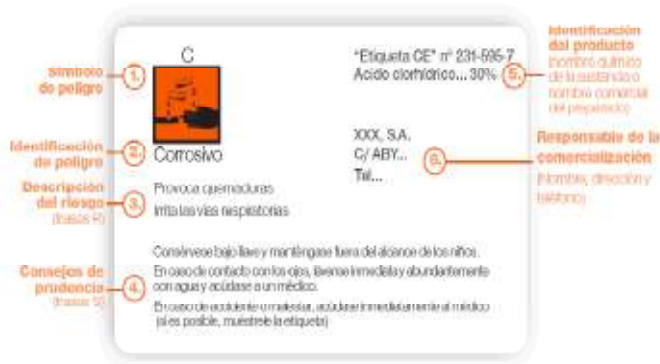 C
"Etiqueta CE" nº 231-595-7
Acido clorhídrico... 30%
Identificación
del producto
(nombre químico
de la sustancia o
nombre comercial
del preparado)
5.
Símbolo
de peligro
1.
Identificación
de peligro
2.
Corrosivo
XXX, S.A.
C/ ABY...
Tel...
6.
Responsable de la
comercialización
(Nombre, dirección y
teléfono)
Descripción
del riesgo
(frases R)
3.
Provoca quemaduras
Irrita las vías respiratorias
Consejos de
prudencia
(frases S)
4.
Consérvese bajo llave y manténgase fuera del alcance de los niños.
En caso de contacto con los ojos, lávense inmediata y abundantemente
con agua y acúdase a un médico.
En caso de accidente o malestar, acúdase inmediatamente al médico
(si es posible, muéstrele la etiqueta)